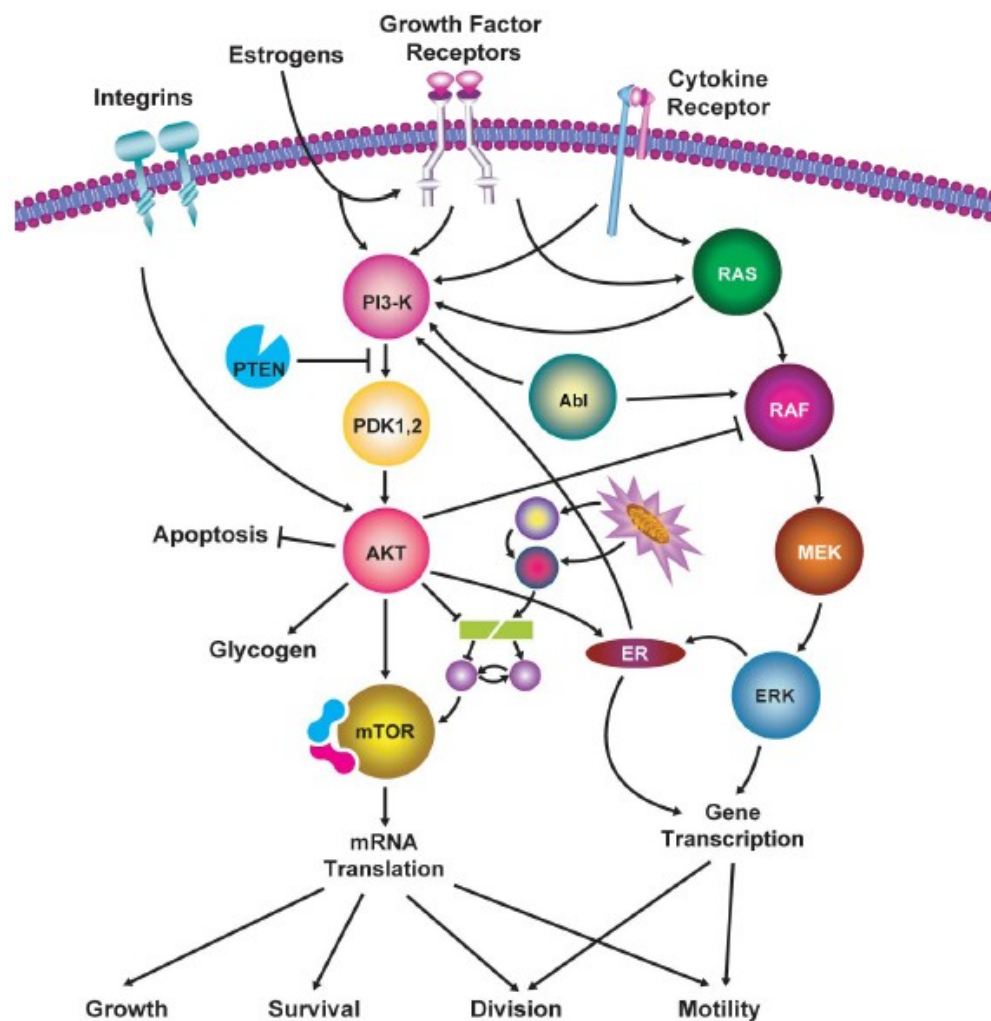 Growth Factor
Receptors
Estrogens
Cytokine
Receptor
Integrins
RAS
PI3-K
PTEN
Abl
RAF
PDK1,2
Apoptosis
AKT
MEK
Glycogen
ER
ERK
mTOR
Gene
Transcription
mRNA
Translation
Growth
Survival
Division
Motility